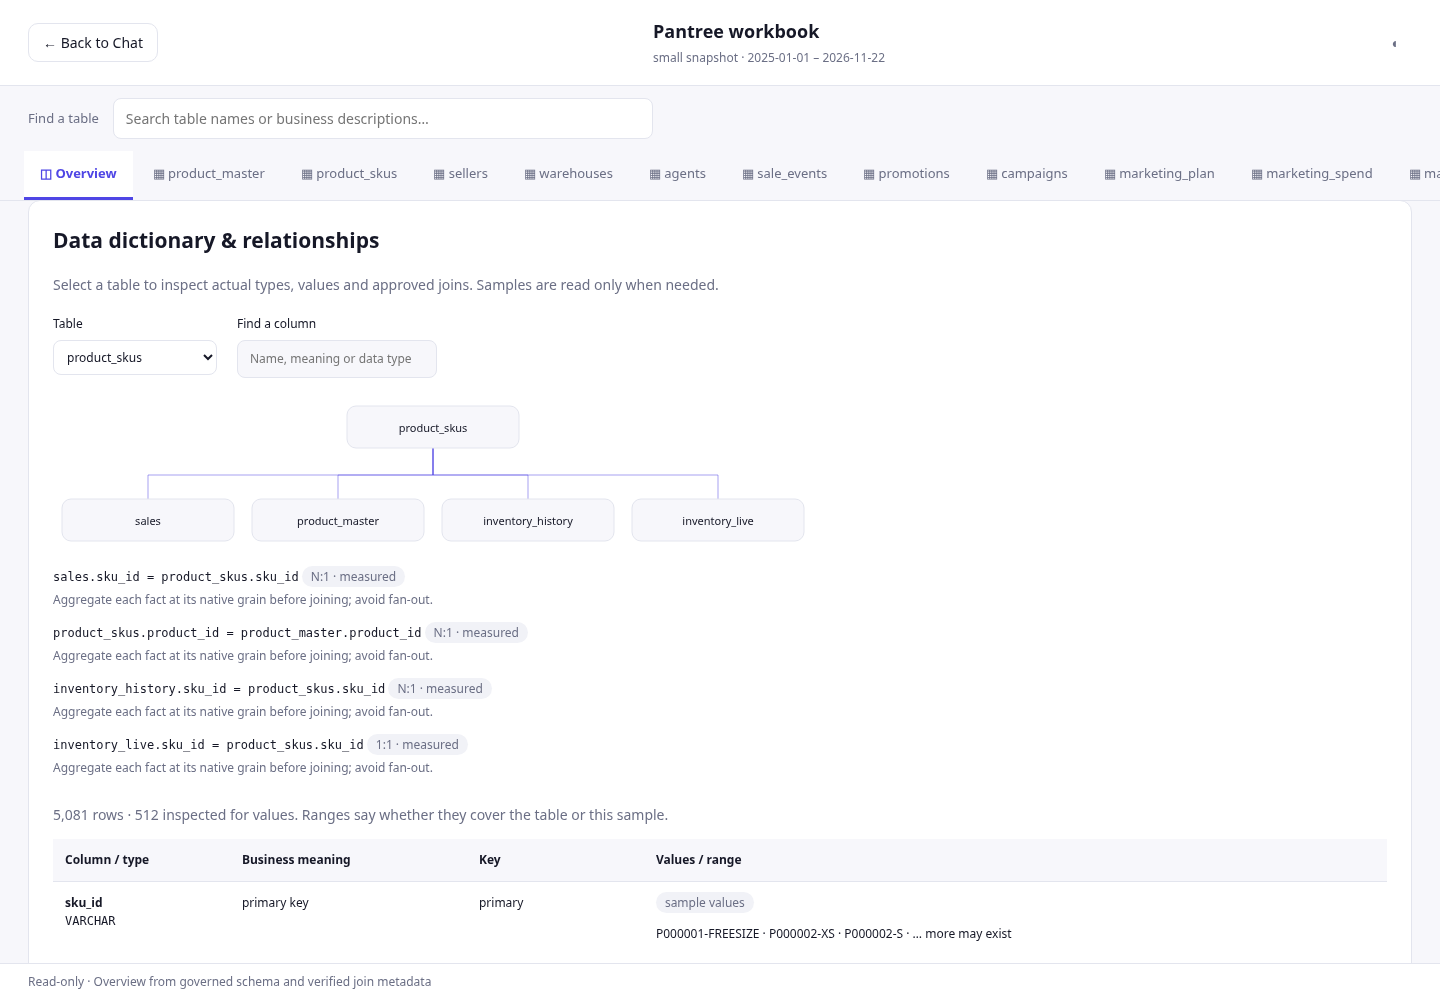 ← Back to Chat
Pantree workbook
small snapshot · 2025-01-01 – 2026-11-22
Find a table
Search table names or business descriptions...
Overview
product_master
product_skus
sellers
warehouses
agents
sale_events
promotions
campaigns
marketing_plan
marketing_spend
ma
Data dictionary & relationships
Select a table to inspect actual types, values and approved joins. Samples are read only when needed.
Table
Find a column
product_skus
Name, meaning or data type
product_skus
sales
product_master
inventory_history
inventory_live
sales.sku_id = product_skus.sku_id N:1 · measured
Aggregate each fact at its native grain before joining; avoid fan-out.
product_skus.product_id = product_master.product_id N:1 · measured
Aggregate each fact at its native grain before joining; avoid fan-out.
inventory_history.sku_id = product_skus.sku_id N:1 · measured
Aggregate each fact at its native grain before joining; avoid fan-out.
inventory_live.sku_id = product_skus.sku_id 1:1 · measured
Aggregate each fact at its native grain before joining; avoid fan-out.
5,081 rows · 512 inspected for values. Ranges say whether they cover the table or this sample.
Column / type Business meaning Key Values / range
sku_id primary key primary sample values
VARCHAR
P000001-FREESIZE · P000002-XS · P000002-S · ... more may exist
Read-only · Overview from governed schema and verified join metadata